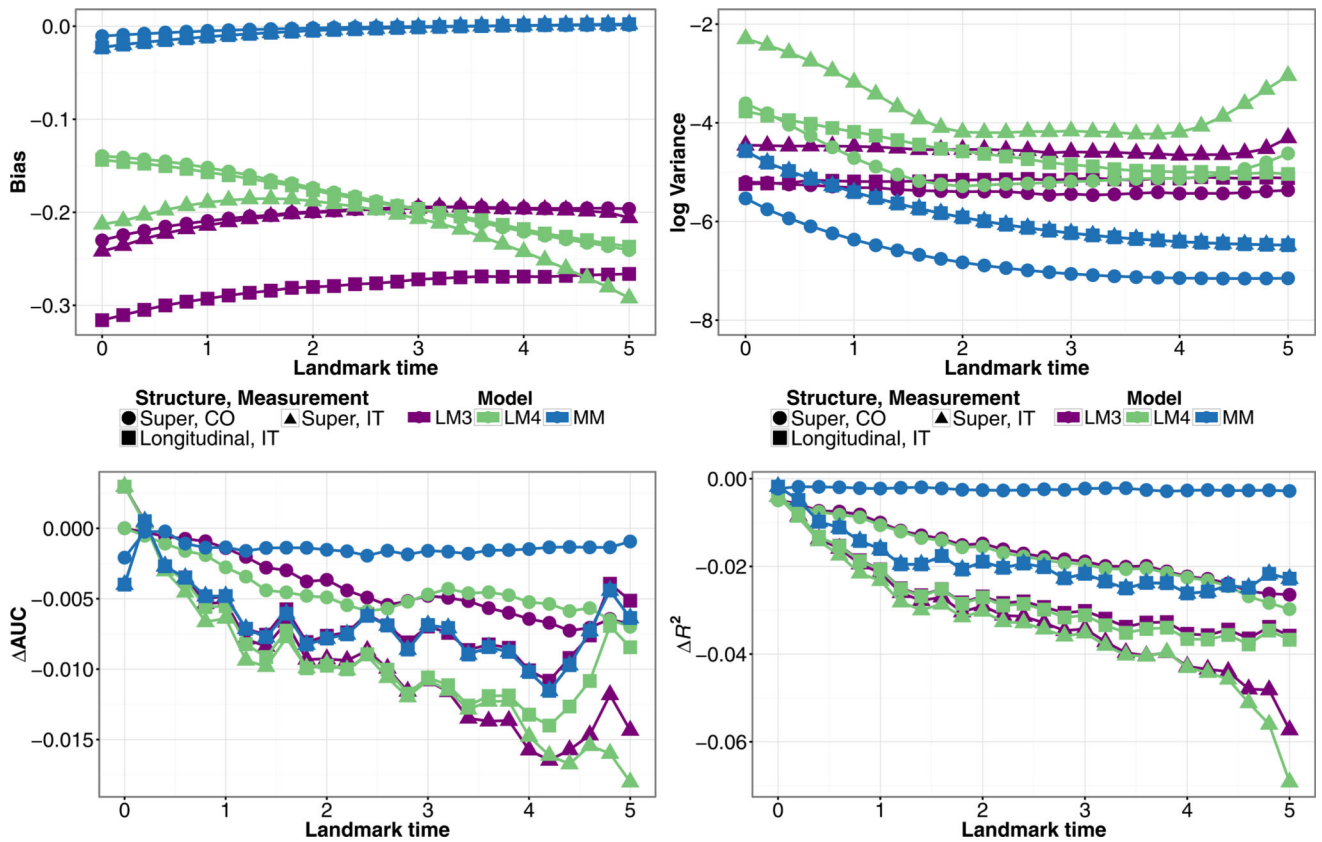 0.0
−0.1
−0.2
−0.3
Bias
0 1 2 3 4 5
Landmark time
−2
−4
−6
−8
log Variance
0 1 2 3 4 5
Landmark time
Structure, Measurement Model
Super, CO Super, IT LM3 LM4 MM
Longitudinal, IT
Structure, Measurement Model
Super, CO Super, IT LM3 LM4 MM
Longitudinal, IT
0.000
−0.005
−0.010
−0.015
ΔAUC
0 1 2 3 4 5
Landmark time
0.00
−0.02
−0.04
−0.06
ΔR²
0 1 2 3 4 5
Landmark time